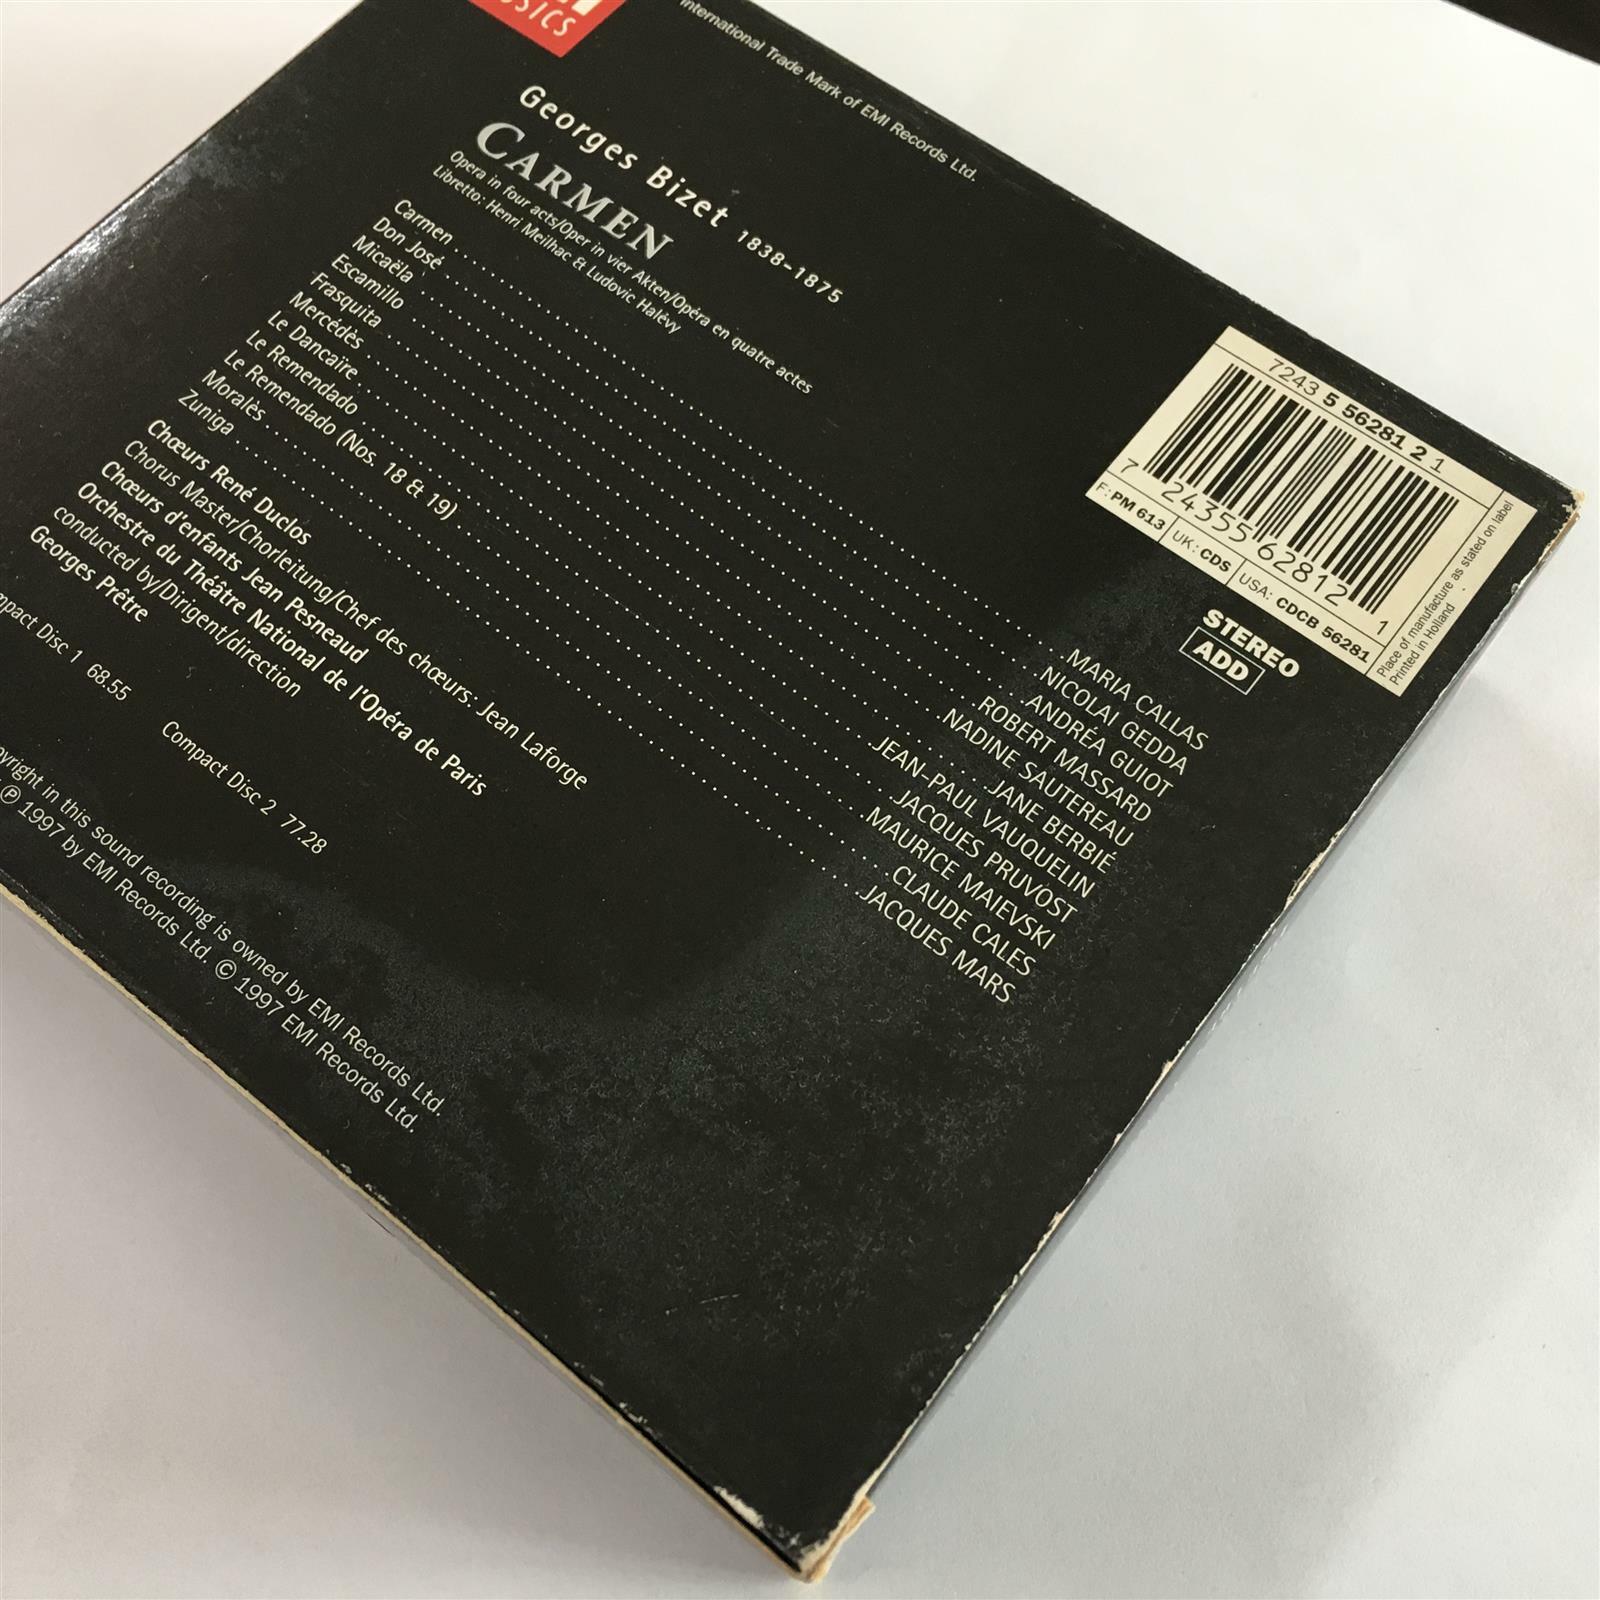 USICS
International Trade Mark of EMI Records Ltd.
Georges Bizet 1838-1875
CARMEN
Opera in four acts/Oper in vier Akten/Opéra en quatre actes
Libretto: Henri Meilhac & Ludovic Halévy
Carmen .......... MARIA CALLAS
Don José .......... NICOLAI GEDDA
Micaëla .......... ANDRÉA GUIOT
Escamillo .......... ROBERT MASSARD
Frasquita .......... NADINE SAUTEREAU
Mercédès .......... JANE BERBIÉ
Le Dancaïre .......... JEAN-PAUL VAUQUELIN
Le Remendado .......... JACQUES PRUVOST
Le Remendado (Nos. 18 & 19) .......... MAURICE MAIEVSKI
Moralès .......... CLAUDE CALES
Zuniga .......... JACQUES MARS
Chœurs René Duclos
Chorus Master/Chorleitung/Chef des chœurs: Jean Laforge
Chœurs d'enfants Jean Pesneaud
Orchestre du Théâtre National de l'Opéra de Paris
conducted by/Dirigent/direction
Georges Prêtre
mpact Disc 1 68.55 Compact Disc 2 77.28
pyright in this sound recording is owned by EMI Records Ltd.
℗ 1997 by EMI Records Ltd. © 1997 EMI Records Ltd.
7243 5 56281 2 1
7 24355 62812 1
F: PM 613 UK: CDS USA: CDCB 56281
Place of manufacture as stated on label
Printed in Holland
STEREO
ADD